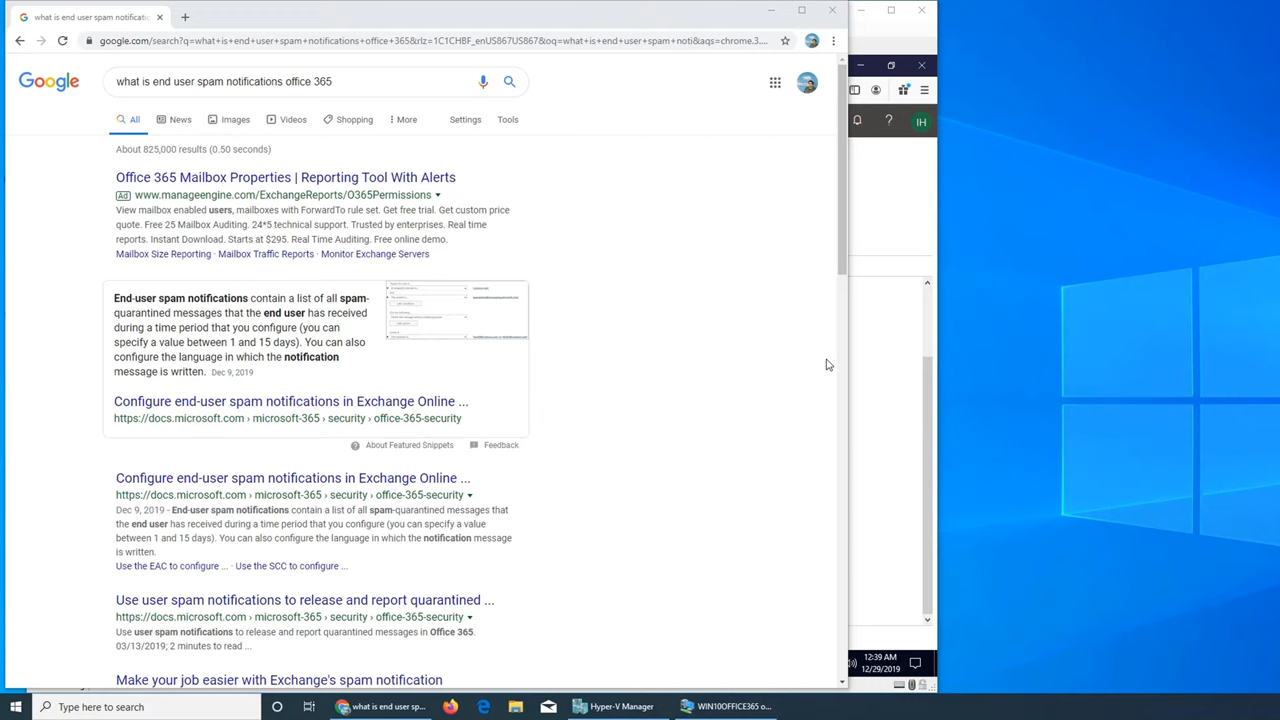 what is end user spam notificatio
google.com/search?q=what+is+end+user+spam+notifications+office+365&rlz=1C1CHBF_enUS867US867&oq=what+is+end+user+spam+noti&aqs=chrome.3....
Google
what is end user spam notifications office 365
All News Images Videos Shopping More Settings Tools
IH
About 825,000 results (0.50 seconds)
Office 365 Mailbox Properties | Reporting Tool With Alerts
Ad www.manageengine.com/ExchangeReports/O365Permissions
View mailbox enabled users, mailboxes with ForwardTo rule set. Get free trial. Get custom price
quote. Free 25 Mailbox Auditing. 24*5 technical support. Trusted by enterprises. Real time
reports. Instant Download. Starts at $295. Real Time Auditing. Free online demo.
Mailbox Size Reporting · Mailbox Traffic Reports · Monitor Exchange Servers
End-user spam notifications contain a list of all spam-
quarantined messages that the end user has received
during a time period that you configure (you can
specify a value between 1 and 15 days). You can also
configure the language in which the notification
message is written. Dec 9, 2019
Configure end-user spam notifications in Exchange Online ...
https://docs.microsoft.com › microsoft-365 › security › office-365-security
About Featured Snippets Feedback
Configure end-user spam notifications in Exchange Online ...
https://docs.microsoft.com › microsoft-365 › security › office-365-security
Dec 9, 2019 - End-user spam notifications contain a list of all spam-quarantined messages that
the end user has received during a time period that you configure (you can specify a value
between 1 and 15 days). You can also configure the language in which the notification message
is written.
Use the EAC to configure ... · Use the SCC to configure ...
Use user spam notifications to release and report quarantined ...
https://docs.microsoft.com › microsoft-365 › security › office-365-security
Use user spam notifications to release and report quarantined messages in Office 365.
03/13/2019; 2 minutes to read ...
Make your job easier with Exchange's spam notification
12:39 AM
12/29/2019
Type here to search
what is end user sp...
Hyper-V Manager
WIN10OFFICE365 o...